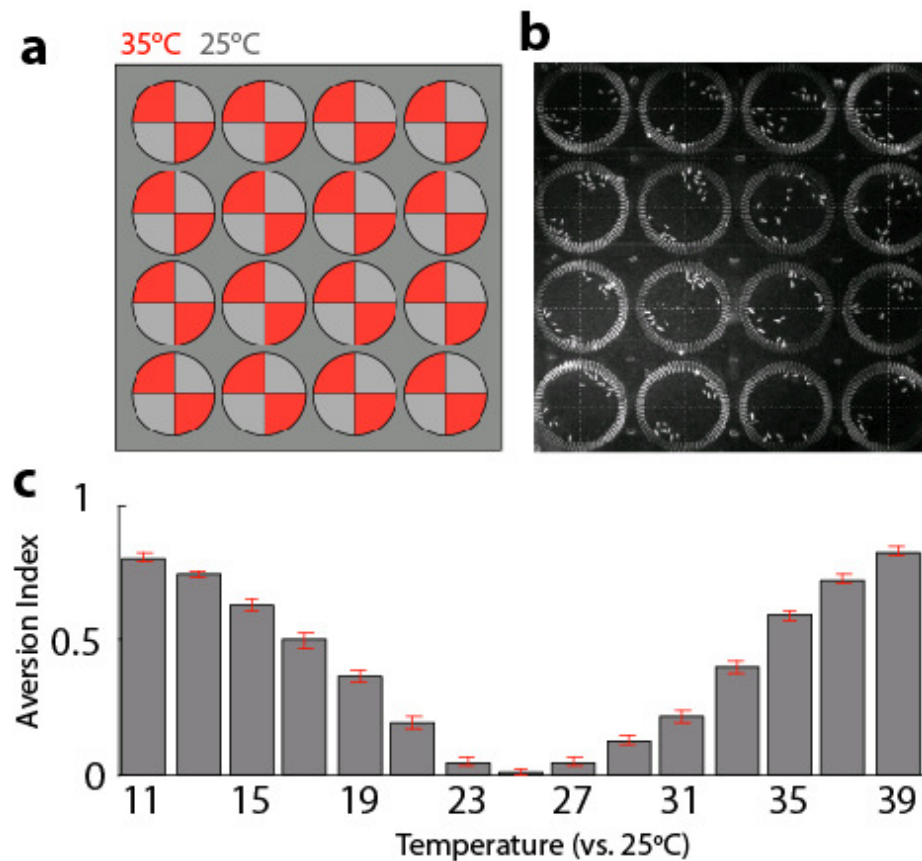 a
35°C 25°C
b
c
1
0.5
0
Aversion Index
11 15 19 23 27 31 35 39
Temperature (vs. 25°C)